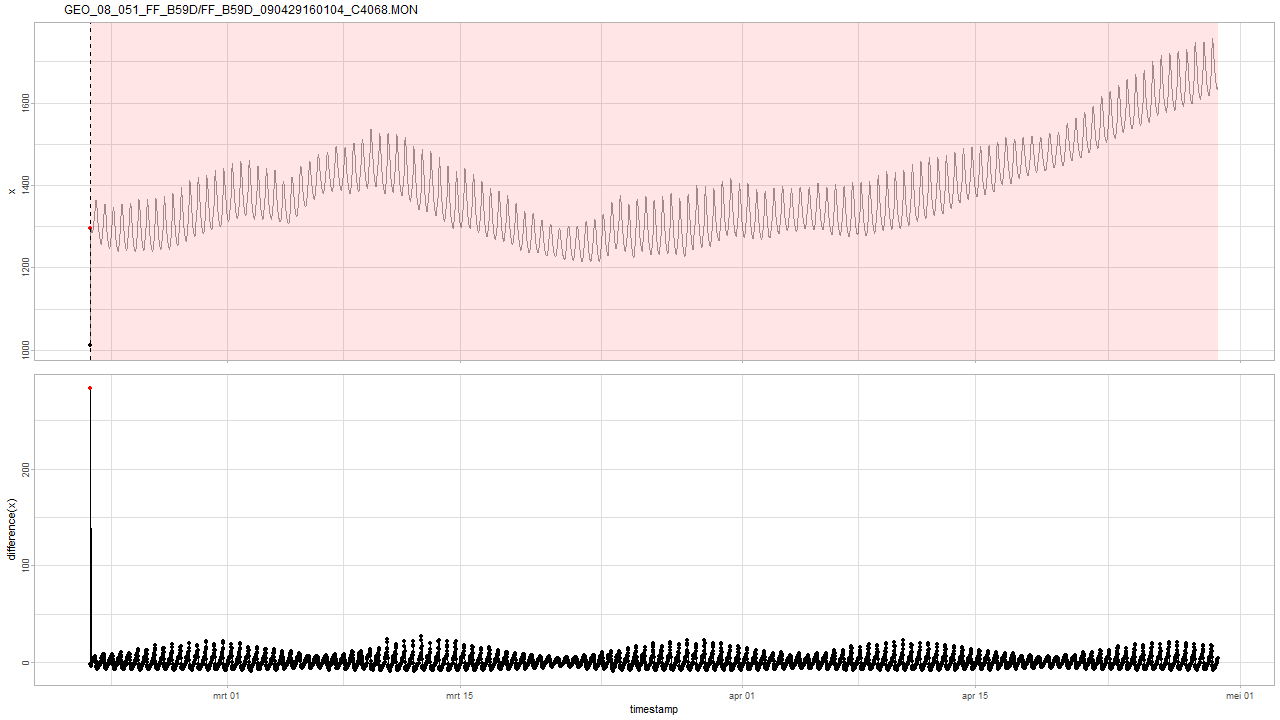 GEO_08_051_FF_B59D/FF_B59D_090429160104_C4068.MON
x
1600
1400
1200
1000
difference(x)
200
100
0
mrt 01
mrt 15
apr 01
apr 15
mei 01
timestamp